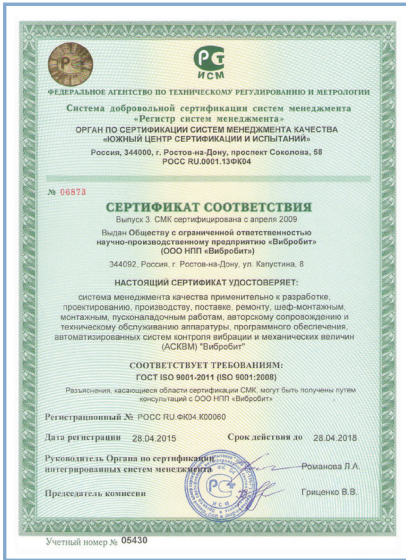 РСТ
ИСМ
ФЕДЕРАЛЬНОЕ АГЕНТСТВО ПО ТЕХНИЧЕСКОМУ РЕГУЛИРОВАНИЮ И МЕТРОЛОГИИ
Система добровольной сертификации систем менеджмента
«Регистр систем менеджмента»
ОРГАН ПО СЕРТИФИКАЦИИ СИСТЕМ МЕНЕДЖМЕНТА КАЧЕСТВА
«ЮЖНЫЙ ЦЕНТР СЕРТИФИКАЦИИ И ИСПЫТАНИЙ»
Россия, 344000, г. Ростов-на-Дону, проспект Соколова, 58
РОСС RU.0001.13ФК04
№ 06873
СЕРТИФИКАТ СООТВЕТСТВИЯ
Выпуск 3. СМК сертифицирована с апреля 2009
Выдан Обществу с ограниченной ответственностью
научно-производственному предприятию «Вибробит»
(ООО НПП «Вибробит»)
344092, Россия, г. Ростов-на-Дону, ул. Капустина, 8
НАСТОЯЩИЙ СЕРТИФИКАТ УДОСТОВЕРЯЕТ:
система менеджмента качества применительно к разработке,
проектированию, производству, поставке, ремонту, шеф-монтажным,
монтажным, пусконаладочным работам, авторскому сопровождению и
техническому обслуживанию аппаратуры, программного обеспечения,
автоматизированных систем контроля вибрации и механических величин
(АСКВМ) "Вибробит"
СООТВЕТСТВУЕТ ТРЕБОВАНИЯМ:
ГОСТ ISO 9001-2011 (ISO 9001:2008)
Разъяснения, касающиеся области сертификации СМК, могут быть получены путем
консультаций с ООО НПП «Вибробит»
Регистрационный № РОСС RU.ФК04.К00060
Дата регистрации 28.04.2015 Срок действия до 28.04.2018
Руководитель Органа по сертификации
интегрированных систем менеджмента Романова Л.А.
Председатель комиссии Гриценко В.В.
Учетный номер № 05430